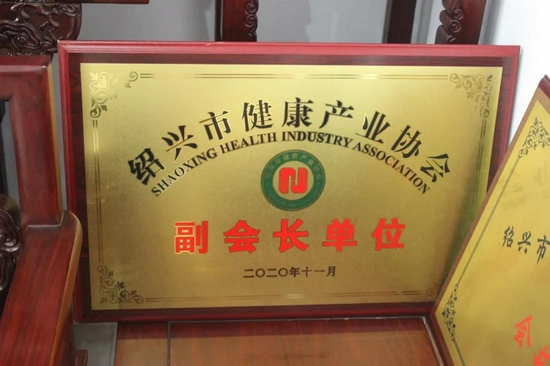 绍兴市健康产业协会
SHAOXING HEALTH INDUSTRY ASSOCIATION
副会长单位
二〇二〇年十一月
绍兴市